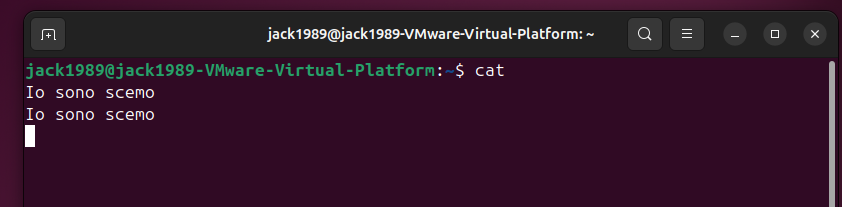 jack1989@jack1989-VMware-Virtual-Platform: ~
jack1989@jack1989-VMware-Virtual-Platform:~$ cat
Io sono scemo
Io sono scemo